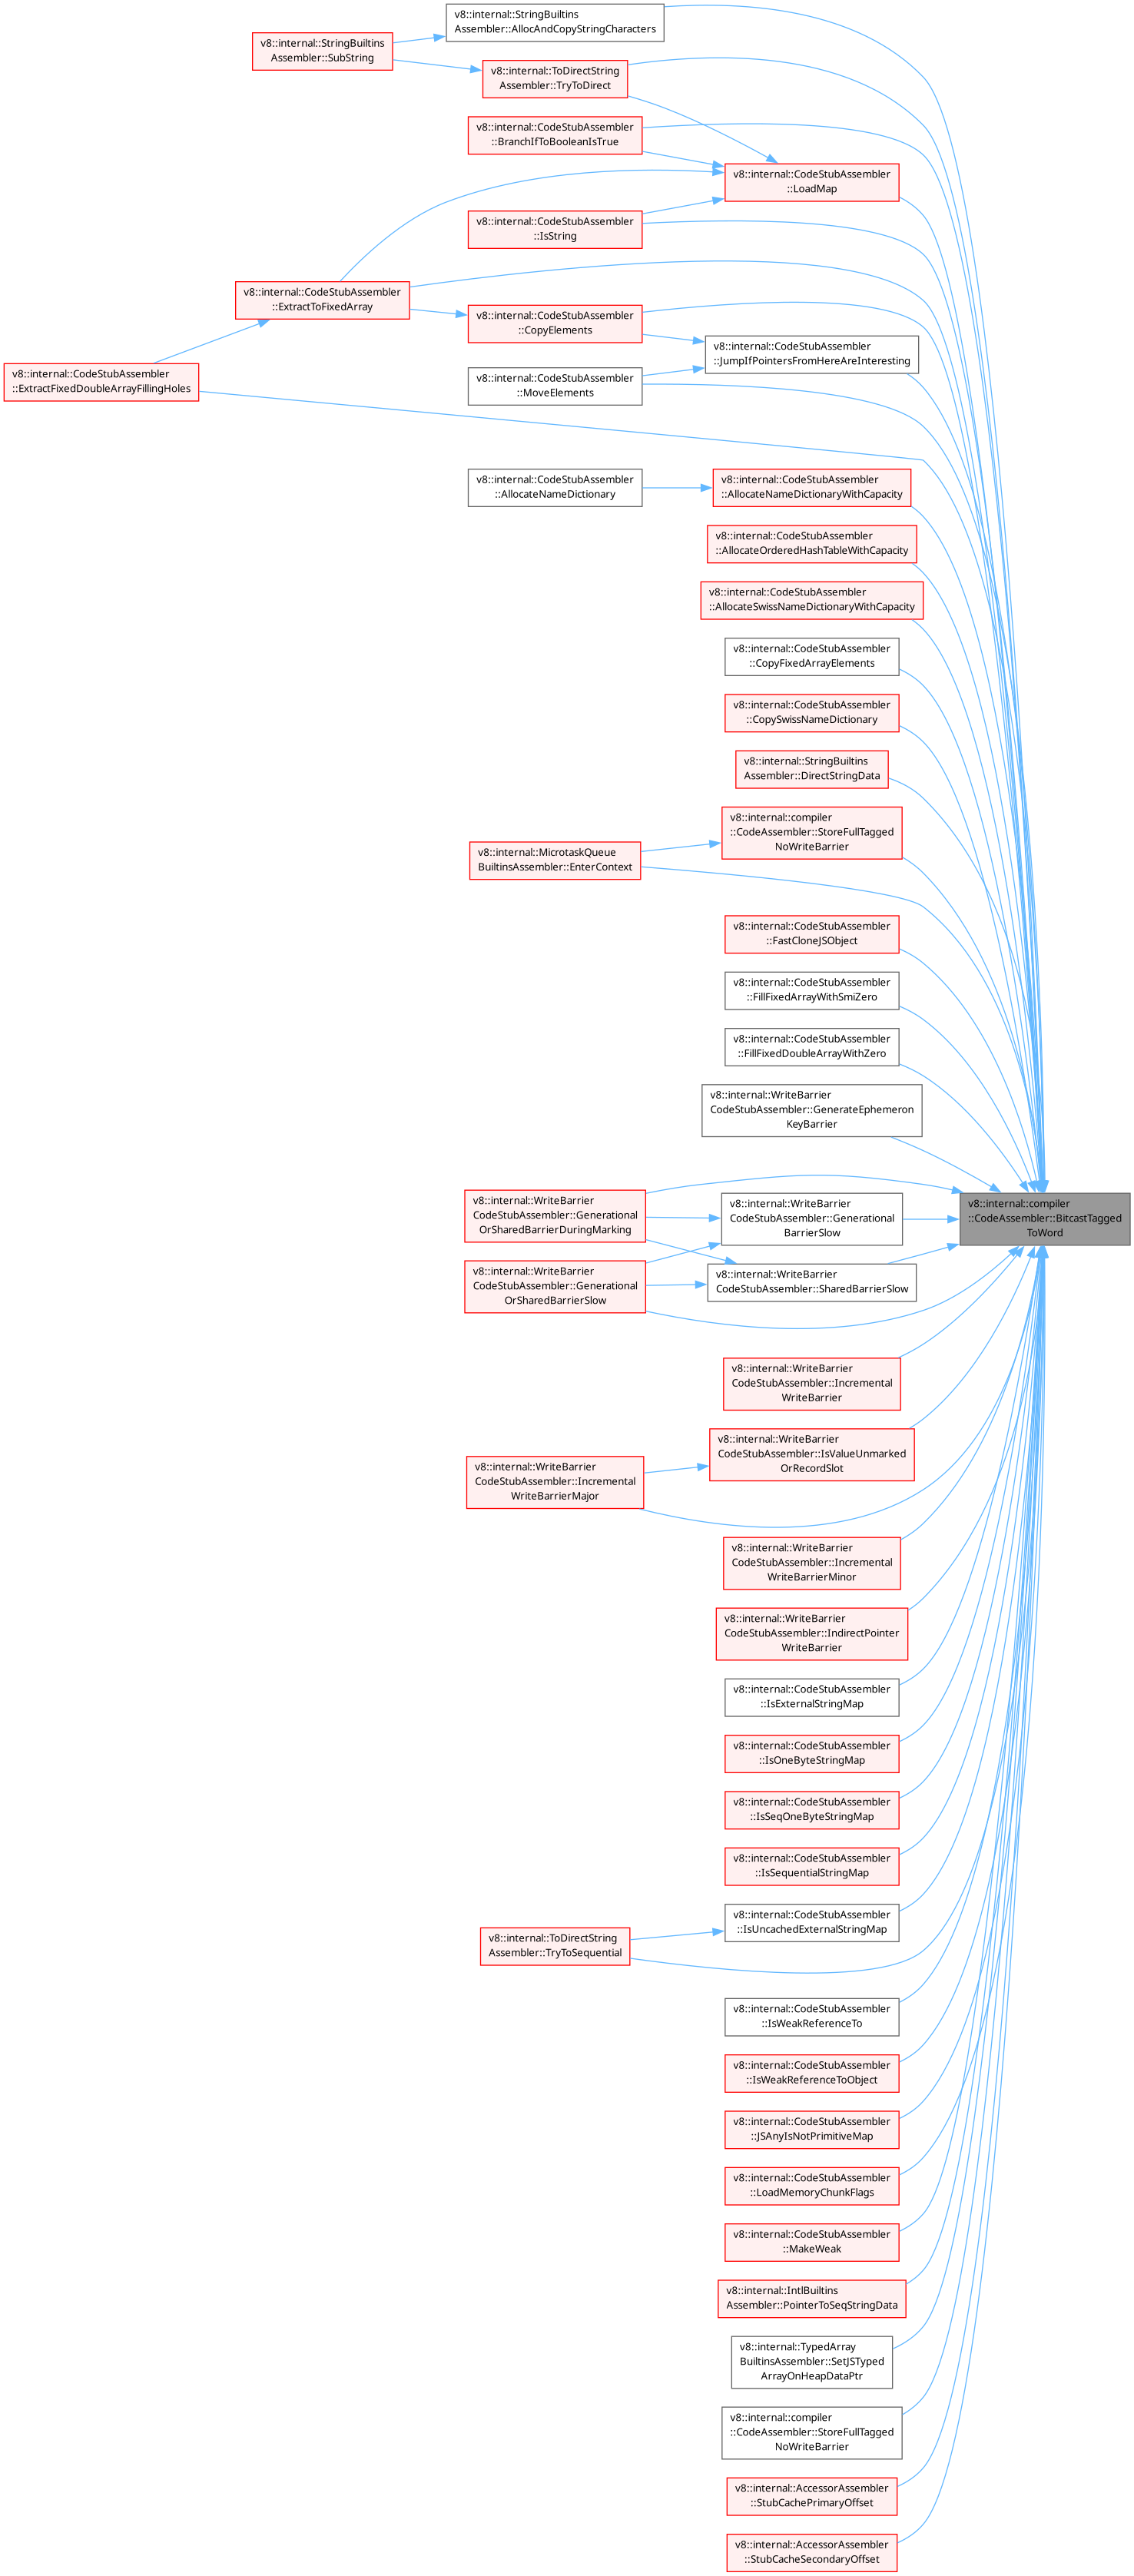 v8::internal::StringBuiltins
Assembler::AllocAndCopyStringCharacters
v8::internal::StringBuiltins
Assembler::SubString
v8::internal::ToDirectString
Assembler::TryToDirect
v8::internal::CodeStubAssembler
::BranchIfToBooleanIsTrue
v8::internal::CodeStubAssembler
::LoadMap
v8::internal::CodeStubAssembler
::IsString
v8::internal::CodeStubAssembler
::ExtractToFixedArray
v8::internal::CodeStubAssembler
::CopyElements
v8::internal::CodeStubAssembler
::JumpIfPointersFromHereAreInteresting
v8::internal::CodeStubAssembler
::ExtractFixedDoubleArrayFillingHoles
v8::internal::CodeStubAssembler
::MoveElements
v8::internal::CodeStubAssembler
::AllocateNameDictionary
v8::internal::CodeStubAssembler
::AllocateNameDictionaryWithCapacity
v8::internal::CodeStubAssembler
::AllocateOrderedHashTableWithCapacity
v8::internal::CodeStubAssembler
::AllocateSwissNameDictionaryWithCapacity
v8::internal::CodeStubAssembler
::CopyFixedArrayElements
v8::internal::CodeStubAssembler
::CopySwissNameDictionary
v8::internal::StringBuiltins
Assembler::DirectStringData
v8::internal::compiler
::CodeAssembler::StoreFullTagged
NoWriteBarrier
v8::internal::MicrotaskQueue
BuiltinsAssembler::EnterContext
v8::internal::CodeStubAssembler
::FastCloneJSObject
v8::internal::CodeStubAssembler
::FillFixedArrayWithSmiZero
v8::internal::CodeStubAssembler
::FillFixedDoubleArrayWithZero
v8::internal::WriteBarrier
CodeStubAssembler::GenerateEphemeron
KeyBarrier
v8::internal::WriteBarrier
CodeStubAssembler::Generational
OrSharedBarrierDuringMarking
v8::internal::WriteBarrier
CodeStubAssembler::Generational
BarrierSlow
v8::internal::compiler
::CodeAssembler::BitcastTagged
ToWord
v8::internal::WriteBarrier
CodeStubAssembler::Generational
OrSharedBarrierSlow
v8::internal::WriteBarrier
CodeStubAssembler::SharedBarrierSlow
v8::internal::WriteBarrier
CodeStubAssembler::Incremental
WriteBarrier
v8::internal::WriteBarrier
CodeStubAssembler::IsValueUnmarked
OrRecordSlot
v8::internal::WriteBarrier
CodeStubAssembler::Incremental
WriteBarrierMajor
v8::internal::WriteBarrier
CodeStubAssembler::Incremental
WriteBarrierMinor
v8::internal::WriteBarrier
CodeStubAssembler::IndirectPointer
WriteBarrier
v8::internal::CodeStubAssembler
::IsExternalStringMap
v8::internal::CodeStubAssembler
::IsOneByteStringMap
v8::internal::CodeStubAssembler
::IsSeqOneByteStringMap
v8::internal::CodeStubAssembler
::IsSequentialStringMap
v8::internal::CodeStubAssembler
::IsUncachedExternalStringMap
v8::internal::ToDirectString
Assembler::TryToSequential
v8::internal::CodeStubAssembler
::IsWeakReferenceTo
v8::internal::CodeStubAssembler
::IsWeakReferenceToObject
v8::internal::CodeStubAssembler
::JSAnyIsNotPrimitiveMap
v8::internal::CodeStubAssembler
::LoadMemoryChunkFlags
v8::internal::CodeStubAssembler
::MakeWeak
v8::internal::IntlBuiltins
Assembler::PointerToSeqStringData
v8::internal::TypedArray
BuiltinsAssembler::SetJSTyped
ArrayOnHeapDataPtr
v8::internal::compiler
::CodeAssembler::StoreFullTagged
NoWriteBarrier
v8::internal::AccessorAssembler
::StubCachePrimaryOffset
v8::internal::AccessorAssembler
::StubCacheSecondaryOffset